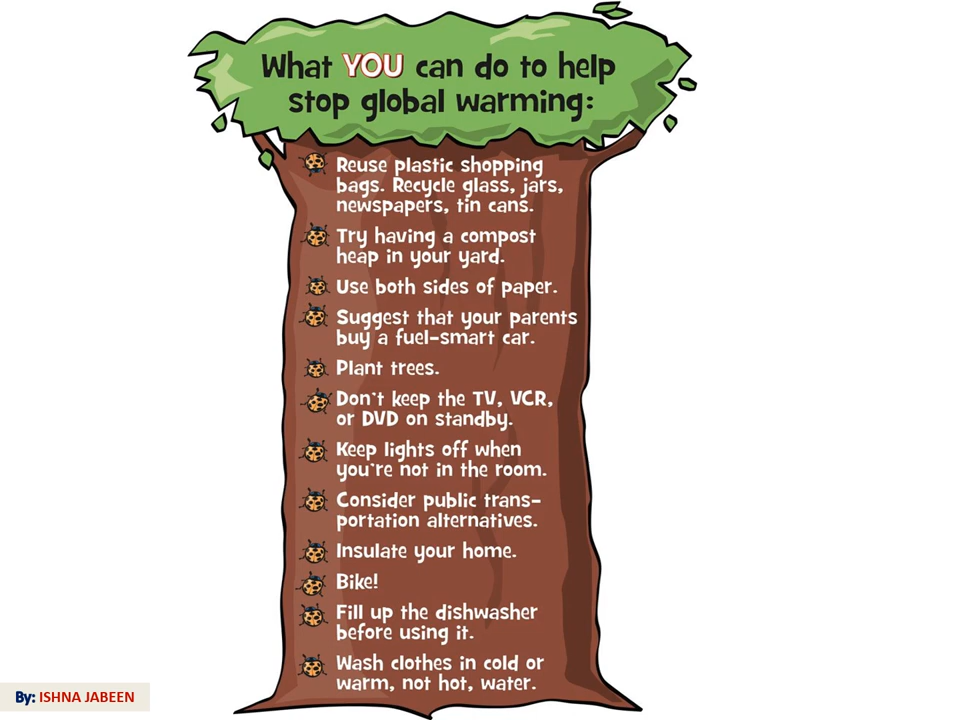 What YOU can do to help
stop global warming:
Reuse plastic shopping
bags. Recycle glass, jars,
newspapers, tin cans.
Try having a compost
heap in your yard.
Use both sides of paper.
Suggest that your parents
buy a fuel-smart car.
Plant trees.
Don't keep the TV, VCR,
or DVD on standby.
Keep lights off when
you're not in the room.
Consider public trans-
portation alternatives.
Insulate your home.
Bike!
Fill up the dishwasher
before using it.
Wash clothes in cold or
warm, not hot, water.
By: ISHNA JABEEN